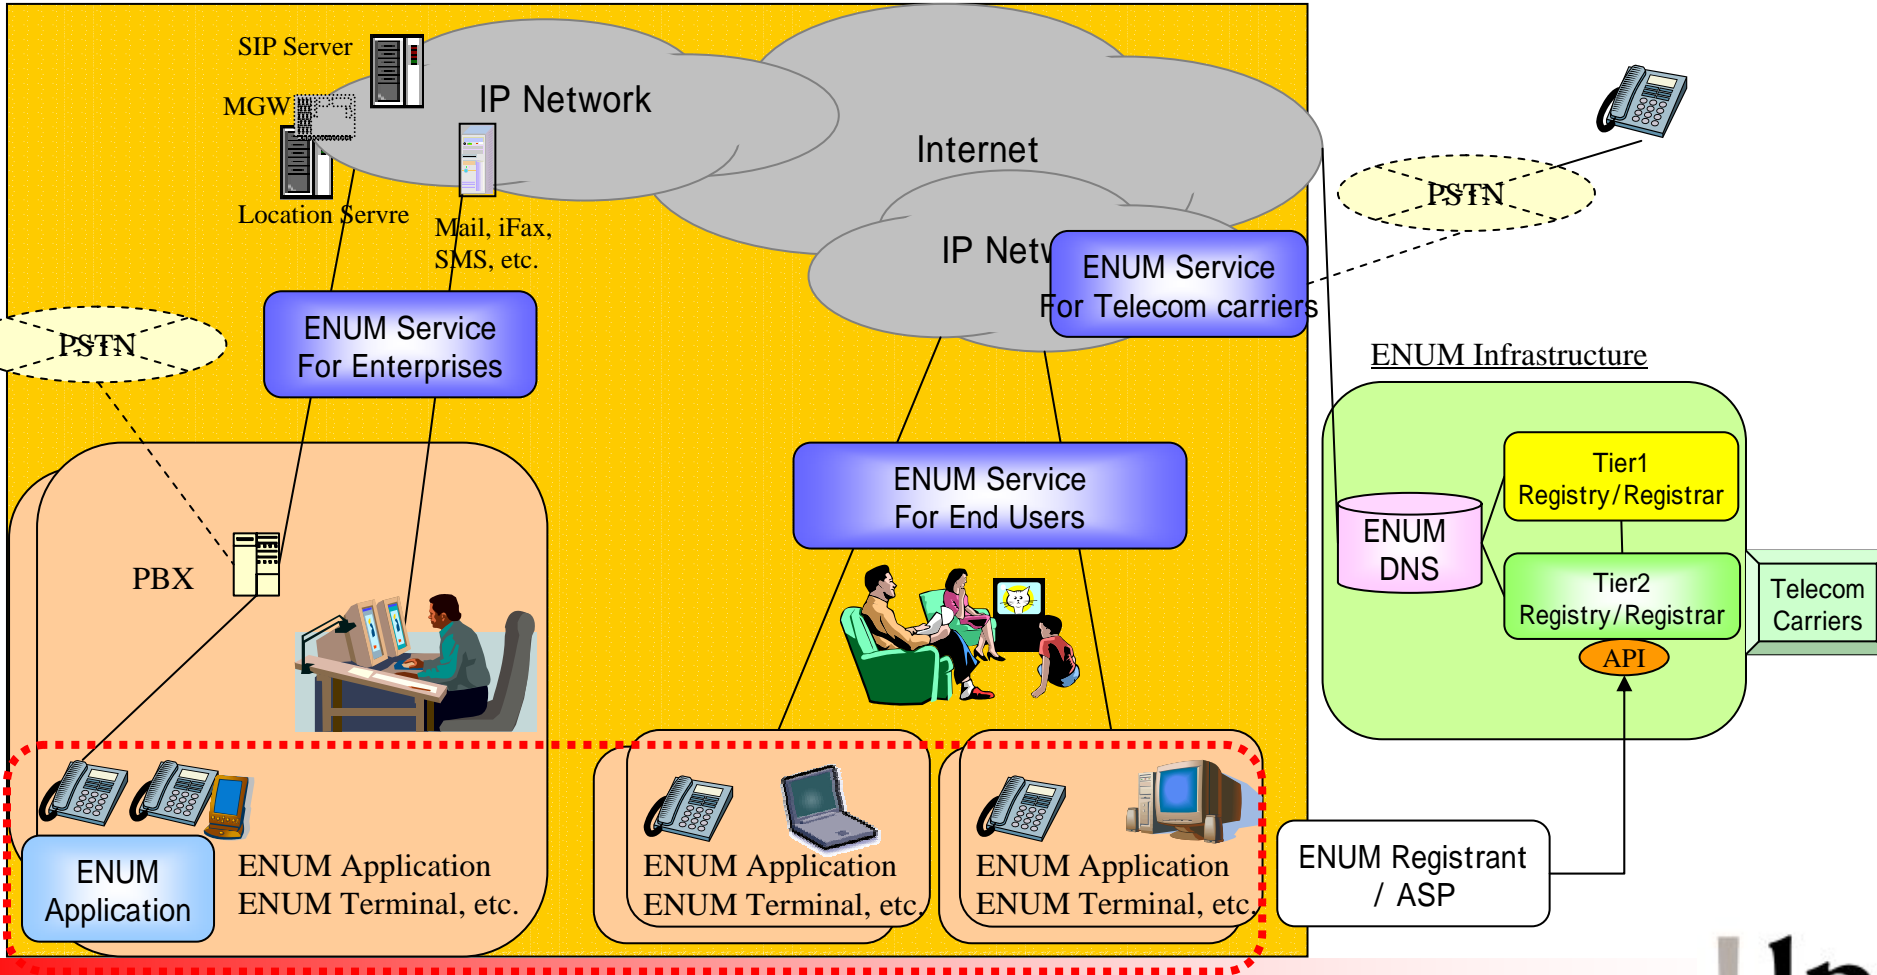 SIP Server
MGW
Location Servre
IP Network
Mail, iFax,
SMS, etc.
Internet
IP Netw
ENUM Service
For Telecom carriers
PSTN
PSTN
ENUM Service
For Enterprises
ENUM Infrastructure
ENUM Service
For End Users
Tier1
Registry/Registrar
ENUM
DNS
Tier2
Registry/Registrar
API
Telecom
Carriers
PBX
ENUM
Application
ENUM Application
ENUM Terminal, etc.
ENUM Application
ENUM Terminal, etc.
ENUM Application
ENUM Terminal, etc.
ENUM Registrant
/ ASP